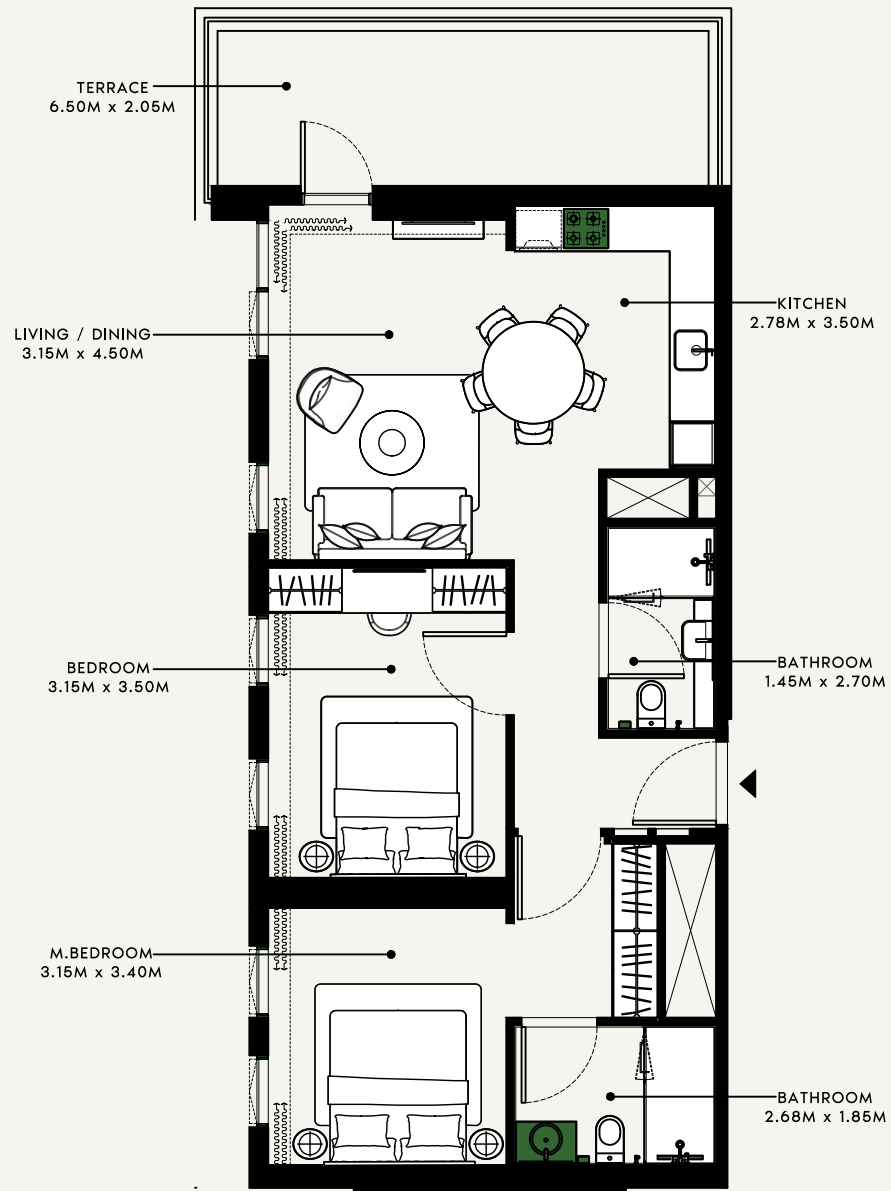 TERRACE
6.50M x 2.05M
KITCHEN
2.78M x 3.50M
LIVING / DINING
3.15M x 4.50M
BEDROOM
3.15M x 3.50M
BATHROOM
1.45M x 2.70M
M.BEDROOM
3.15M x 3.40M
BATHROOM
2.68M x 1.85M